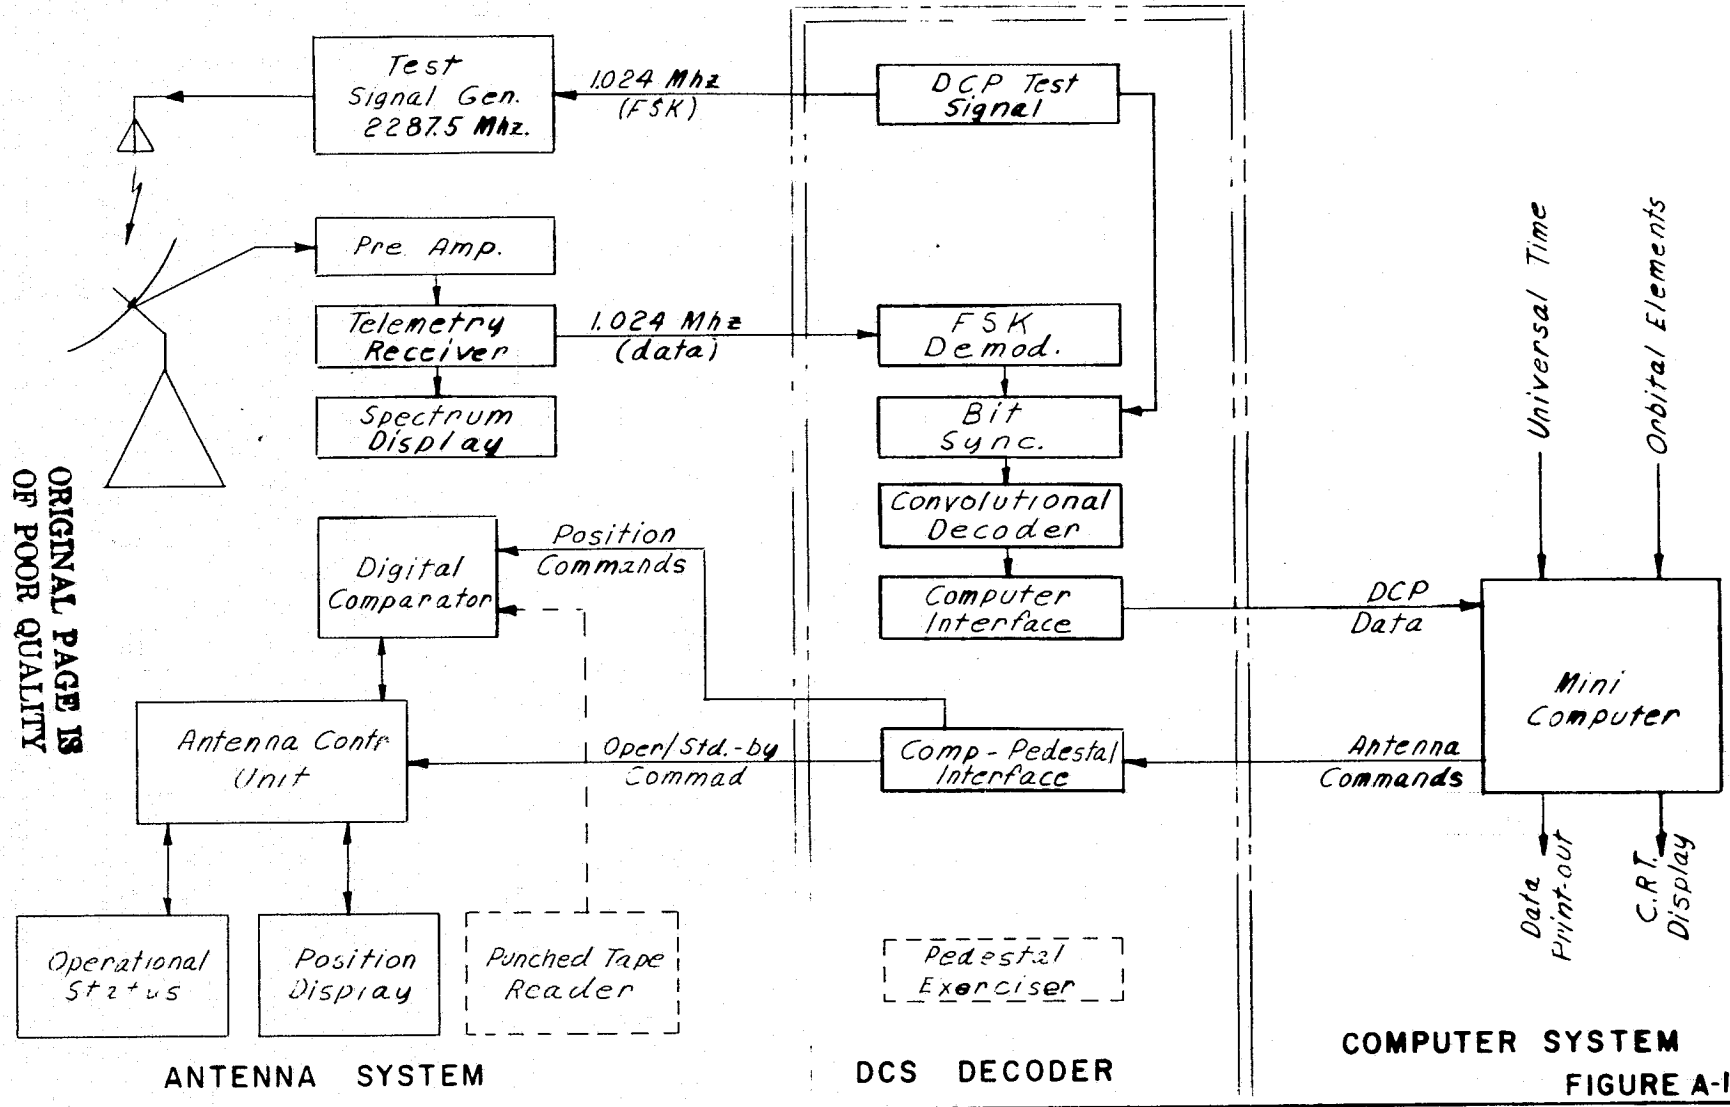 Test
Signal Gen.
2287.5 Mhz.
1.024 Mhz
(FSK)
DCP Test
Signal
Pre Amp.
Telemetry
Receiver
1.024 Mhz
(data)
FSK
Demod.
Spectrum
Display
Bit
Sync.
Convolutional
Decoder
Computer
Interface
Universal Time
Orbital Elements
DCP
Data
Mini
Computer
Position
Commands
Digital
Comparator
Antenna Contr
Unit
Oper/Std.-by
Commad
Comp-Pedestal
Interface
Antenna
Commands
Data
Print-out
C.R.T.
Display
Operational
Status
Position
Display
Punched Tape
Reader
Pedestal
Exerciser
ORIGINAL PAGE IS
OF POOR QUALITY
ANTENNA SYSTEM
DCS DECODER
COMPUTER SYSTEM
FIGURE A-1